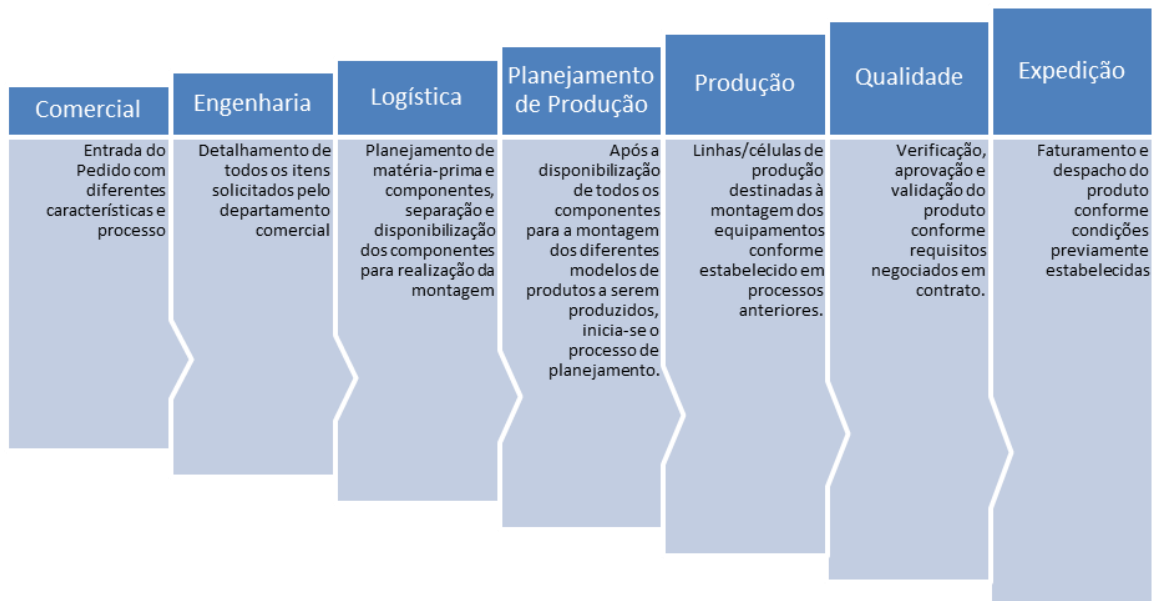 Comercial
Entrada do
Pedido com
diferentes
características e
processo
Engenharia
Detalhamento de
todos os itens
solicitados pelo
departamento
comercial
Logística
Planejamento de
matéria-prima e
componentes,
separação e
disponibilização
dos componentes
para realização da
montagem
Planejamento
de Produção
Após a
disponibilização
de todos os
componentes
para a montagem
dos diferentes
modelos de
produtos a serem
produzidos,
inicia-se o
processo de
planejamento.
Produção
Linhas/células de
produção
destinadas à
montagem dos
equipamentos
conforme
estabelecido em
processos
anteriores.
Qualidade
Verificação,
aprovação e
validação do
produto
conforme
requisitos
negociados em
contrato.
Expedição
Faturamento e
despacho do
produto
conforme
condições
previamente
estabelecidas